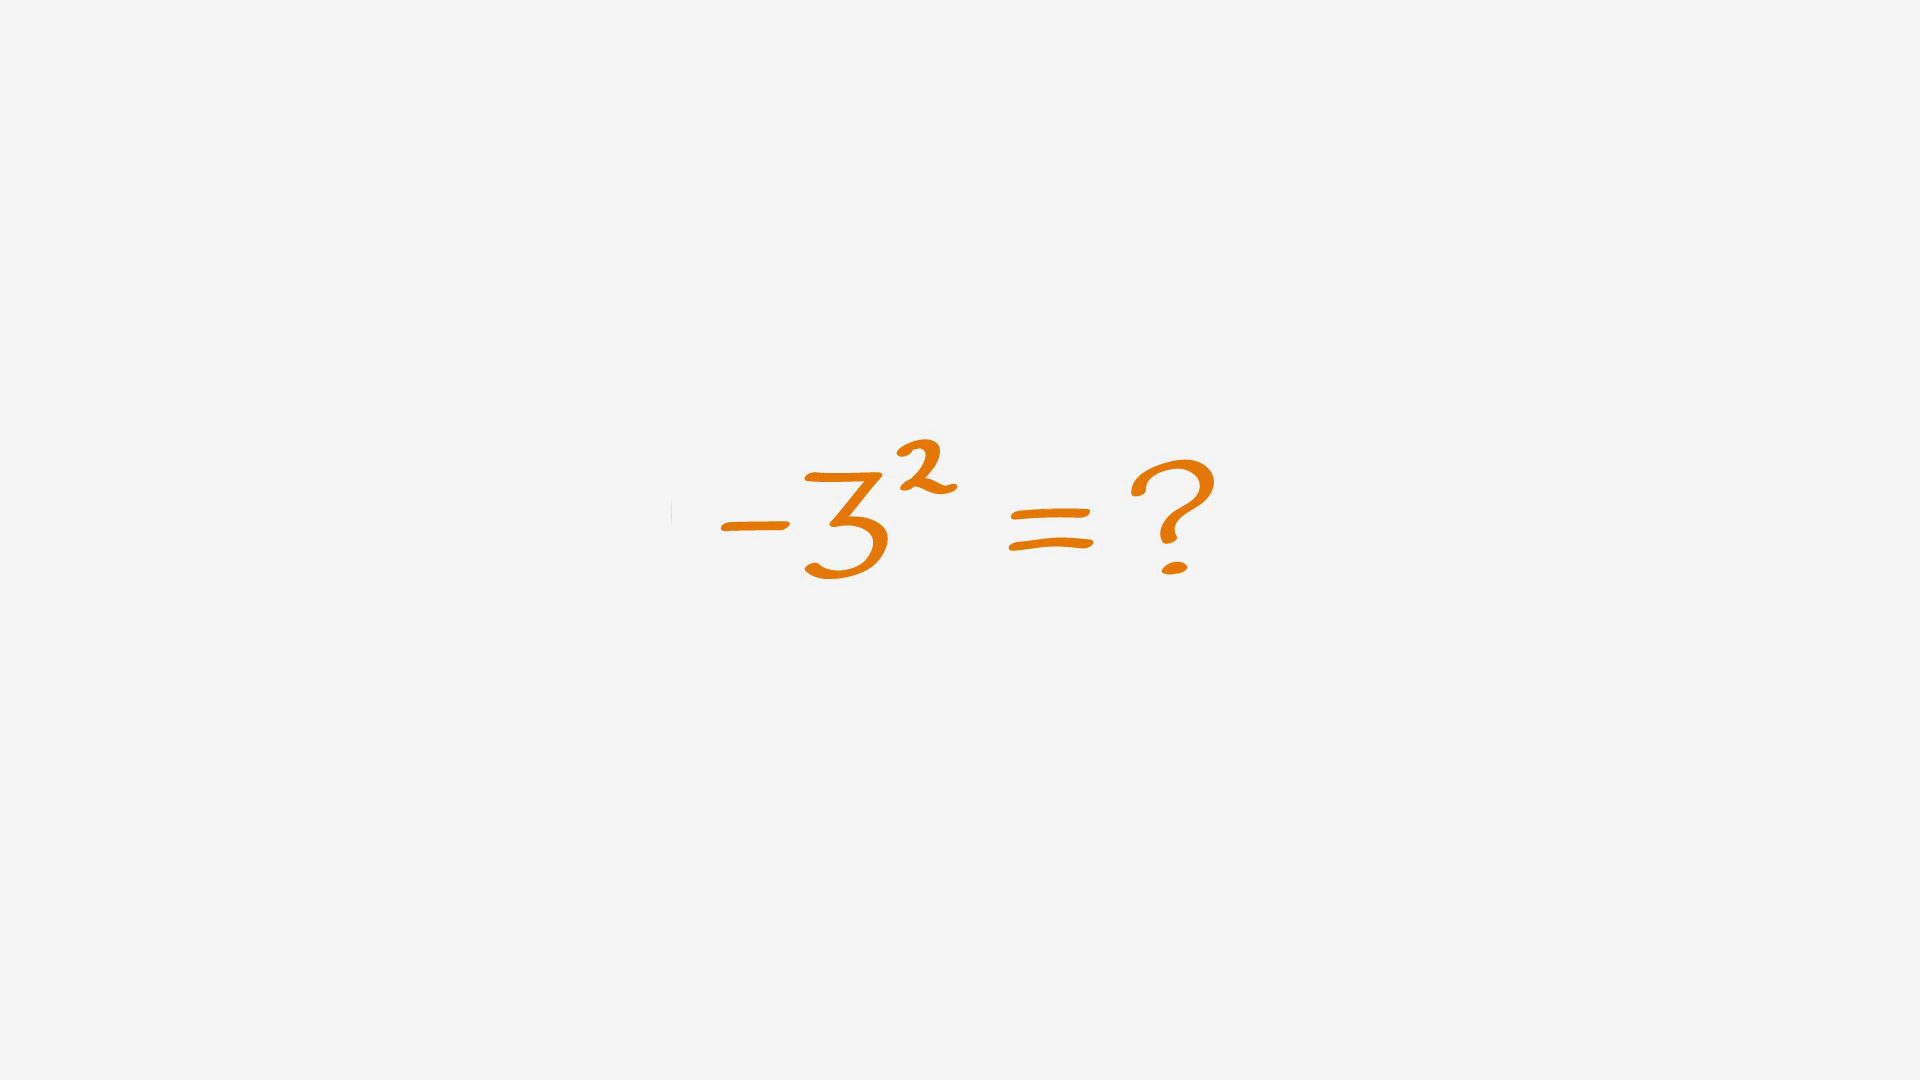 -3² = ?